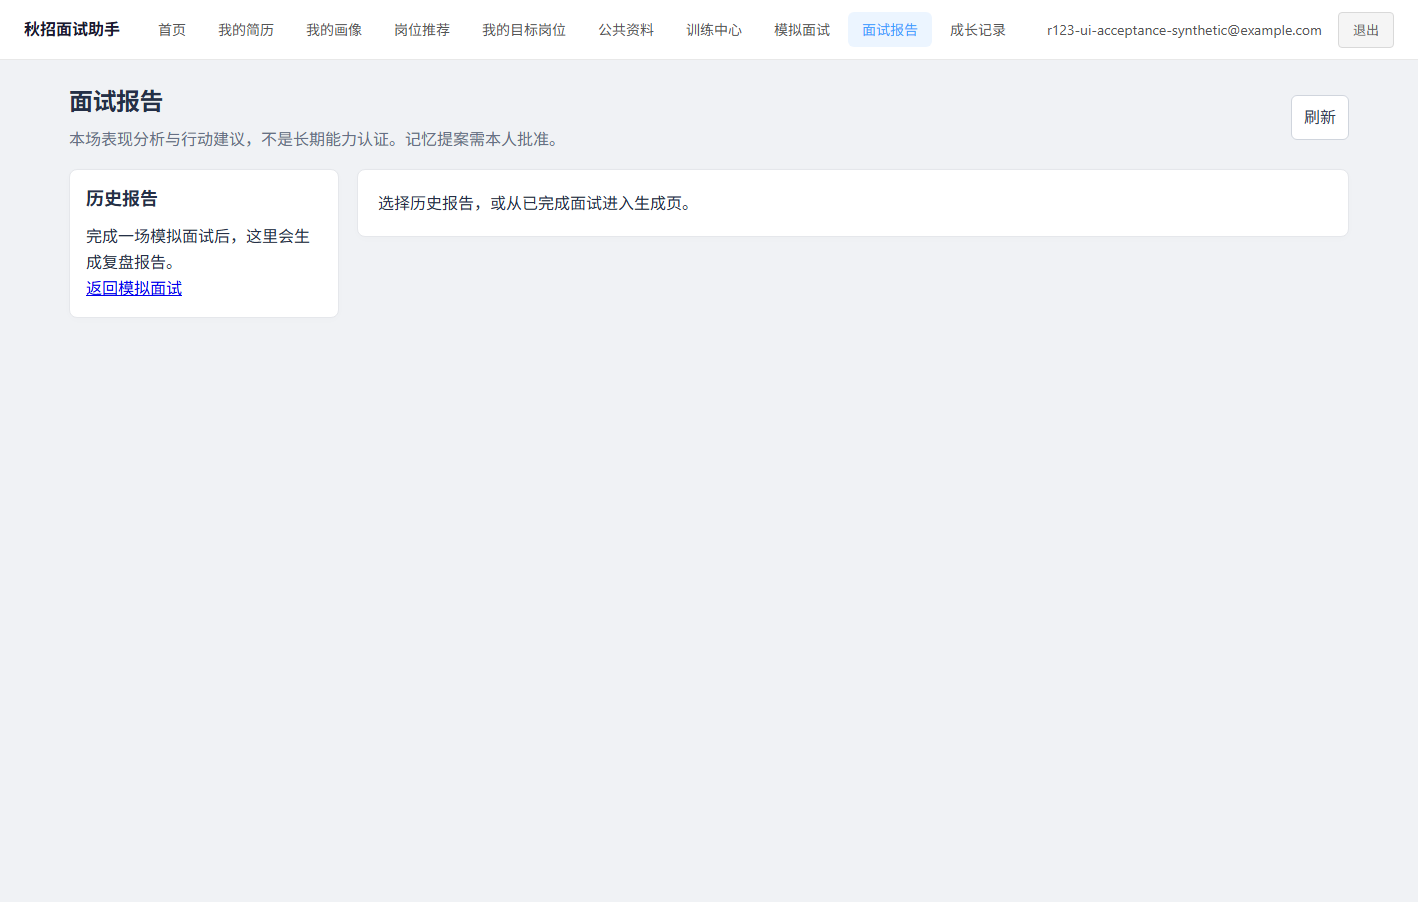 秋招面试助手 首页 我的简历 我的画像 岗位推荐 我的目标岗位 公共资料 训练中心 模拟面试 面试报告 成长记录 r123-ui-acceptance-synthetic@example.com 退出
面试报告
本场表现分析与行动建议，不是长期能力认证。记忆提案需本人批准。
刷新
历史报告
完成一场模拟面试后，这里会生
成复盘报告。
返回模拟面试
选择历史报告，或从已完成面试进入生成页。